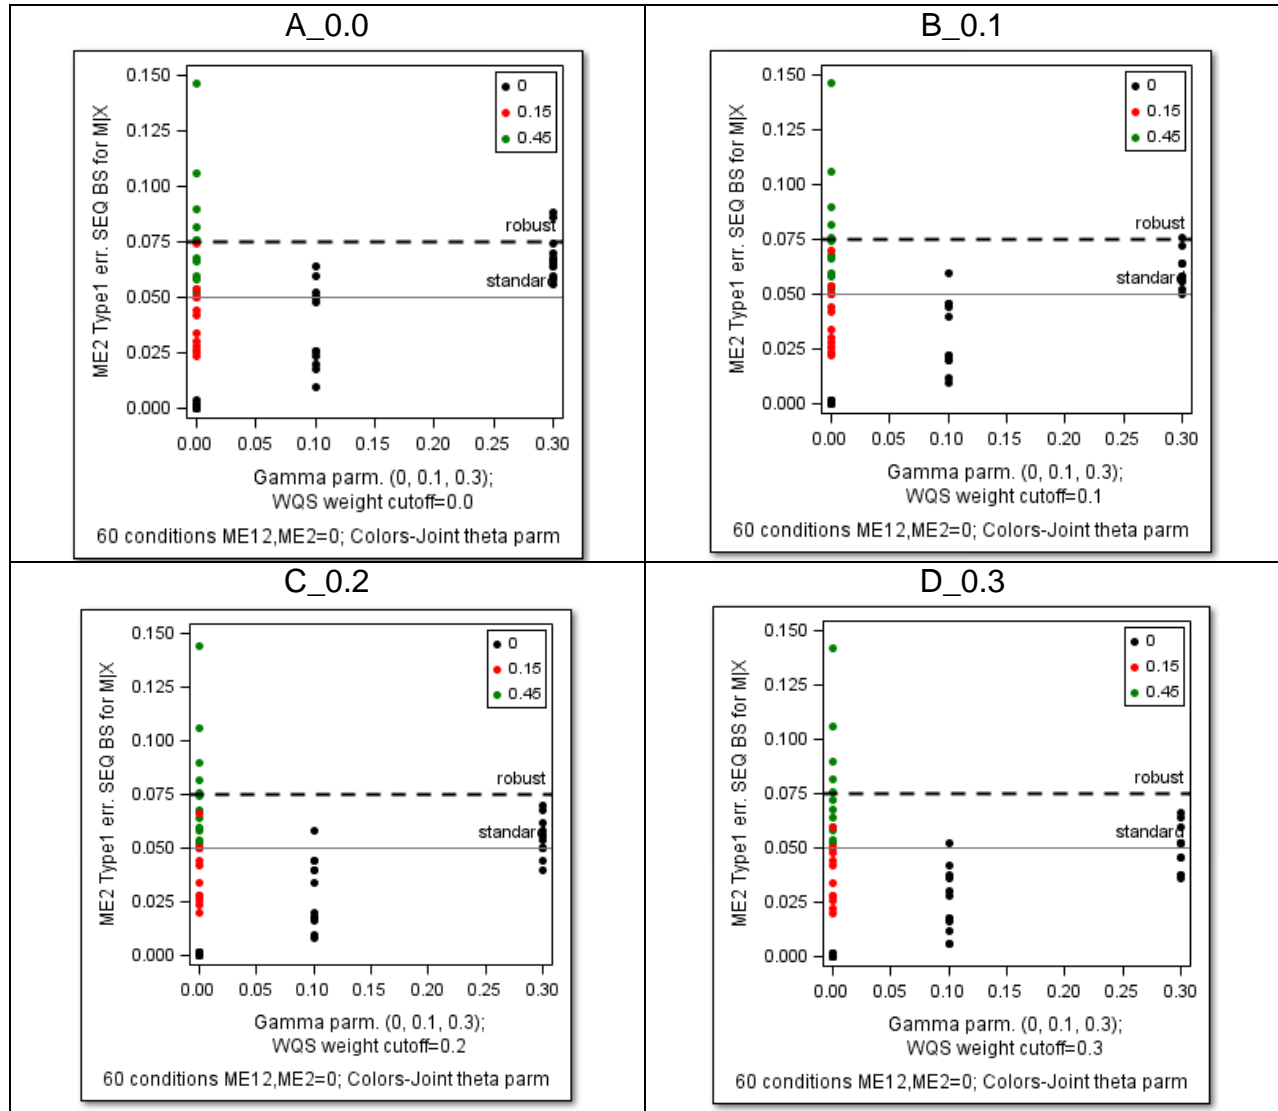 A_0.0
ME2 Type1 err. SEQ BS for M|X
0.150
0.125
0.100
0.075
0.050
0.025
0.000
0
0.15
0.45
robust
standard
0.00 0.05 0.10 0.15 0.20 0.25 0.30
Gamma parm. (0, 0.1, 0.3);
WQS weight cutoff=0.0
60 conditions ME12,ME2=0; Colors-Joint theta parm
B_0.1
ME2 Type1 err. SEQ BS for M|X
0.150
0.125
0.100
0.075
0.050
0.025
0.000
0
0.15
0.45
robust
standard
0.00 0.05 0.10 0.15 0.20 0.25 0.30
Gamma parm. (0, 0.1, 0.3);
WQS weight cutoff=0.1
60 conditions ME12,ME2=0; Colors-Joint theta parm
C_0.2
ME2 Type1 err. SEQ BS for M|X
0.150
0.125
0.100
0.075
0.050
0.025
0.000
0
0.15
0.45
robust
standard
0.00 0.05 0.10 0.15 0.20 0.25 0.30
Gamma parm. (0, 0.1, 0.3);
WQS weight cutoff=0.2
60 conditions ME12,ME2=0; Colors-Joint theta parm
D_0.3
ME2 Type1 err. SEQ BS for M|X
0.150
0.125
0.100
0.075
0.050
0.025
0.000
0
0.15
0.45
robust
standard
0.00 0.05 0.10 0.15 0.20 0.25 0.30
Gamma parm. (0, 0.1, 0.3);
WQS weight cutoff=0.3
60 conditions ME12,ME2=0; Colors-Joint theta parm